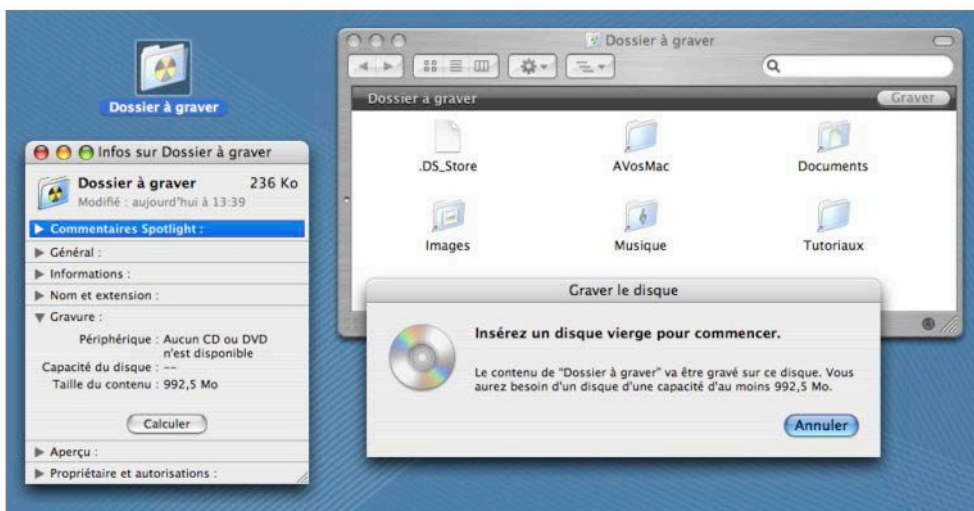 Dossier à graver
Infos sur Dossier à graver
Dossier à graver 236 Ko
Modifié : aujourd'hui à 13:39
Commentaires Spotlight :
Général :
Informations :
Nom et extension :
Gravure :
Périphérique : Aucun CD ou DVD
n'est disponible
Capacité du disque : --
Taille du contenu : 992,5 Mo
Calculer
Aperçu :
Propriétaire et autorisations :
Dossier à graver
Dossier à graver Graver
.DS_Store AVosMac Documents
Images Musique Tutoriaux
Graver le disque
Insérez un disque vierge pour commencer.
Le contenu de "Dossier à graver" va être gravé sur ce disque. Vous
aurez besoin d'un disque d'une capacité d'au moins 992,5 Mo.
Annuler